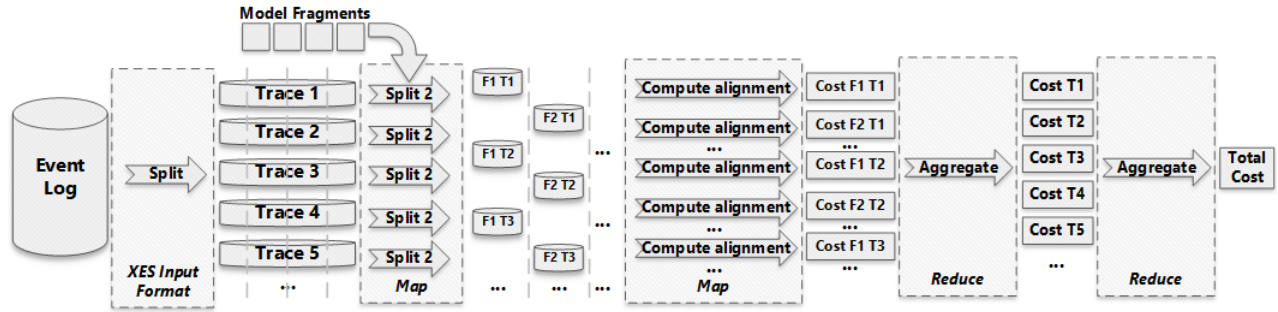 Model Fragments
Event
Log
Split
XES Input
Format
Trace 1
Trace 2
Trace 3
Trace 4
Trace 5
...
Split 2
Split 2
Split 2
Split 2
Split 2
Map
F1 T1
F1 T2
F1 T3
...
F2 T1
F2 T2
F2 T3
...
...
...
...
Compute alignment
Compute alignment
...
Compute alignment
Compute alignment
...
Compute alignment
...
Map
Cost F1 T1
Cost F2 T1
...
Cost F1 T2
Cost F2 T2
...
Cost F1 T3
...
Aggregate
Reduce
Cost T1
Cost T2
Cost T3
Cost T4
Cost T5
...
Aggregate
Reduce
Total
Cost